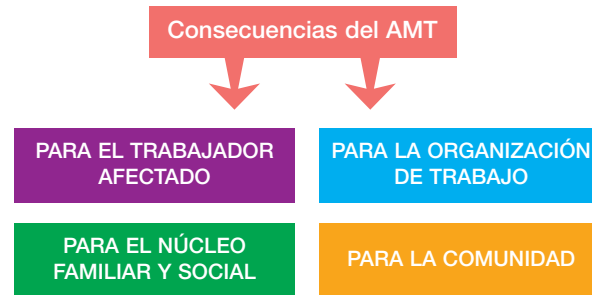 Consecuencias del AMT
PARA EL TRABAJADOR
AFECTADO
PARA LA ORGANIZACIÓN
DE TRABAJO
PARA EL NÚCLEO
FAMILIAR Y SOCIAL
PARA LA COMUNIDAD